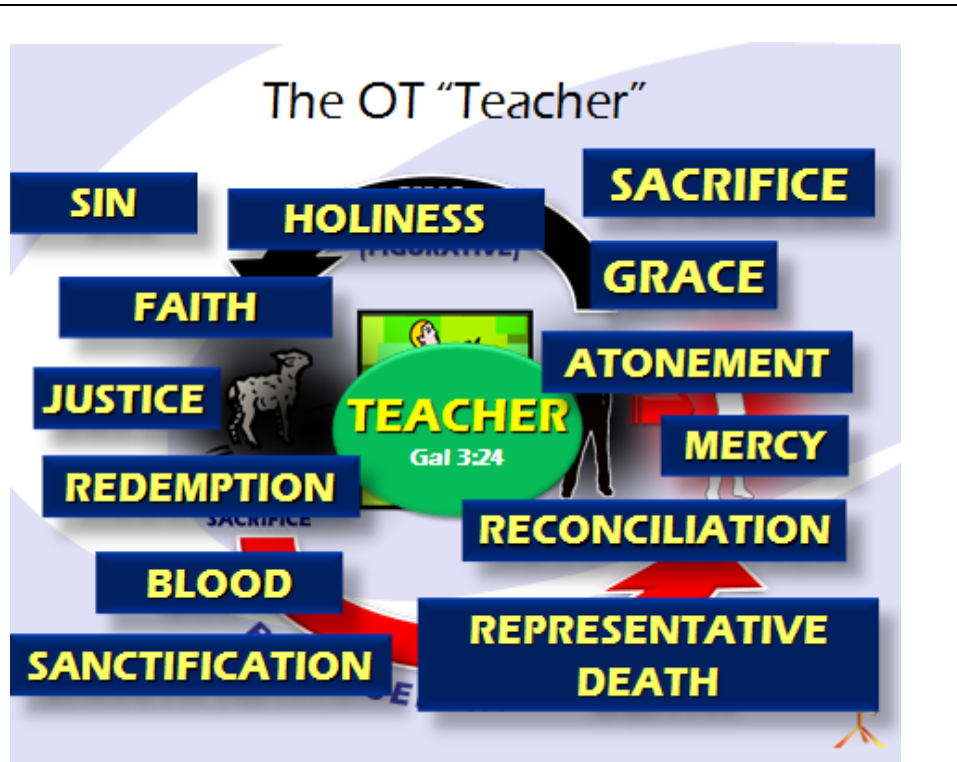 The OT “Teacher”
SIN
HOLINESS
SACRIFICE
(FIGURATIVE)
GRACE
FAITH
ATONEMENT
JUSTICE
TEACHER
Gal 3:24
MERCY
REDEMPTION
SACRIFICE
RECONCILIATION
BLOOD
REPRESENTATIVE
DEATH
SANCTIFICATION